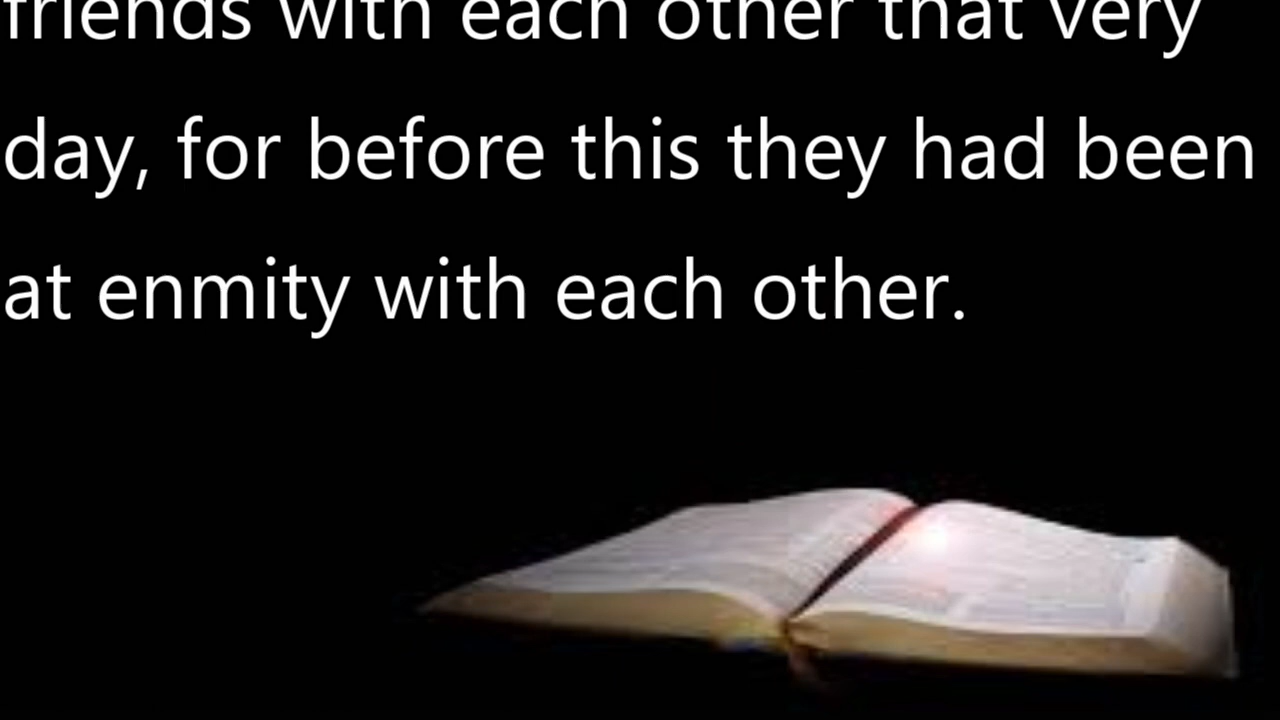 friends with each other that very
day, for before this they had been
at enmity with each other.